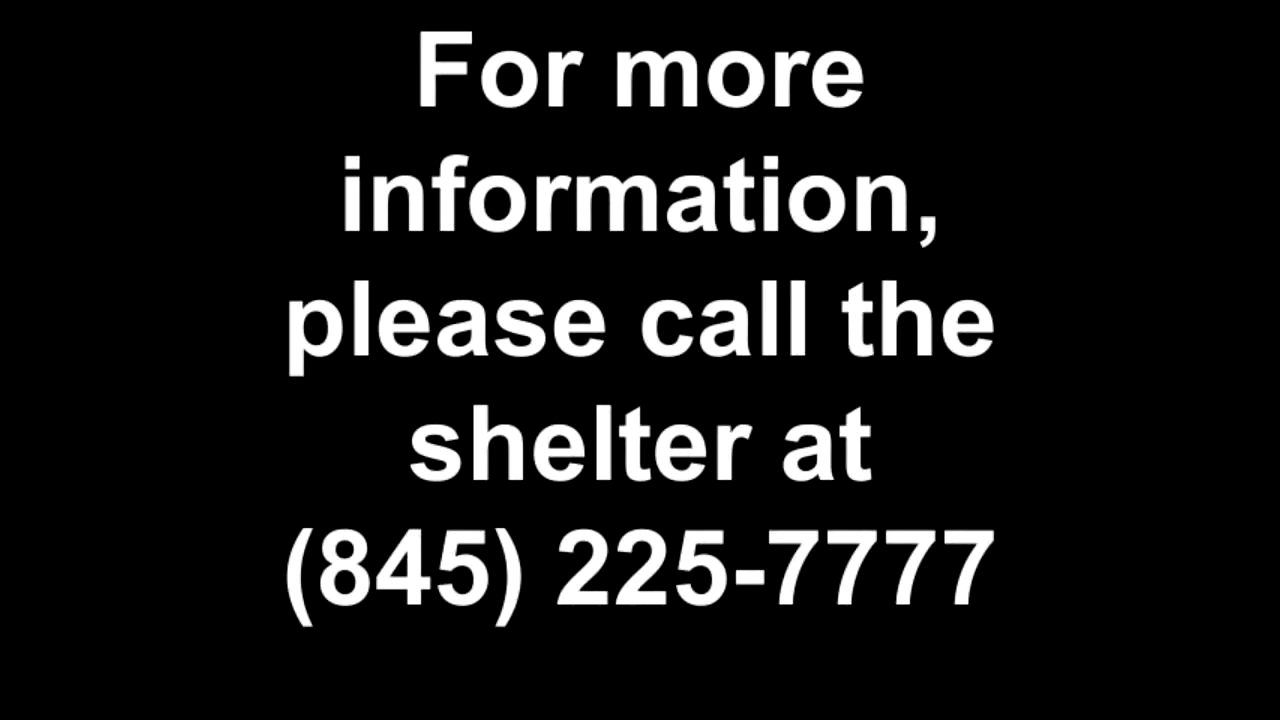 For more
information,
please call the
shelter at
(845) 225-7777